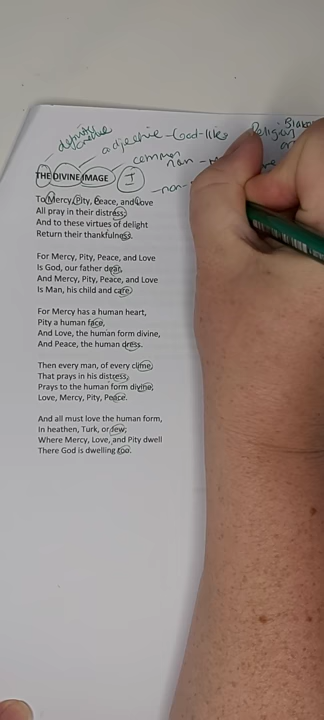 Blake
definite article
adjective - God-like
Religion
or
common noun -
- non-
THE DIVINE IMAGE
I
To Mercy, Pity, Peace, and Love
All pray in their distress;
And to these virtues of delight
Return their thankfulness.
For Mercy, Pity, Peace, and Love
Is God, our father dear,
And Mercy, Pity, Peace, and Love
Is Man, his child and care.
For Mercy has a human heart,
Pity a human face,
And Love, the human form divine,
And Peace, the human dress.
Then every man, of every clime,
That prays in his distress,
Prays to the human form divine,
Love, Mercy, Pity, Peace.
And all must love the human form,
In heathen, Turk, or Jew;
Where Mercy, Love, and Pity dwell
There God is dwelling too.